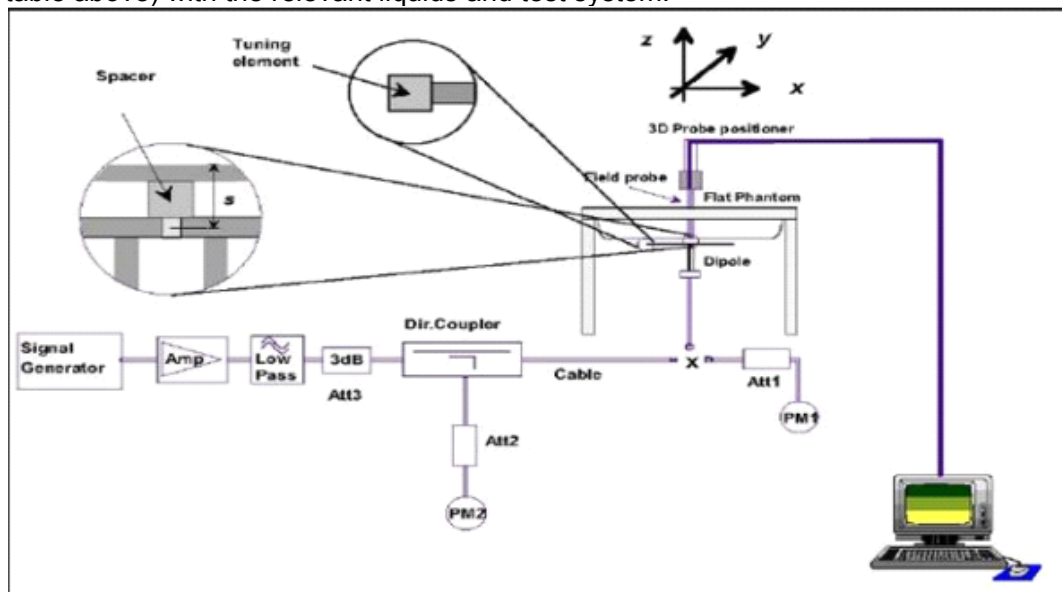 table above) with the relevant liquids and test system.
Tuning
element
Spacer
s
z
y
x
3D Probe positioner
Field probe
Flat Phantom
Dipole
Dir.Coupler
Signal
Generator
Amp
Low
Pass
3dB
Att3
Cable
X
Att1
PM1
Att2
PM2